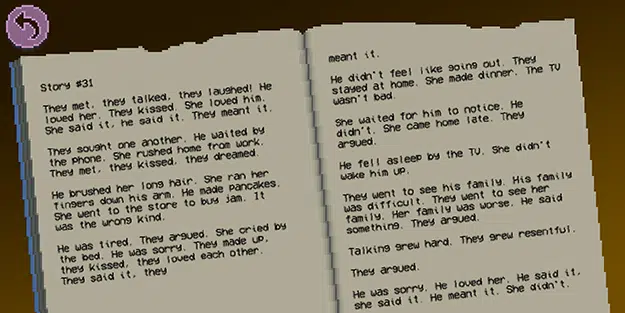 Story #31
They met, they talked, they laughed! He
loved her. They kissed. She loved him.
She said it, he said it. They meant it.
They sought one another. He waited by
the phone. She rushed home from work.
They met, they kissed, they dreamed.
He brushed her long hair. She ran her
fingers down his arm. He made pancakes.
She went to the store to buy jam. It
was the wrong kind.
He was tired. They argued. She cried by
the bed. He was sorry. They made up,
they kissed, they loved each other.
They said it, they
meant it.
He didn't feel like going out. They
stayed at home. She made dinner. The TV
wasn't bad.
She waited for him to notice. He
didn't. She came home late. They
argued.
He fell asleep by the TV. She didn't
wake him up.
They went to see his family. His family
was difficult. They went to see her
family. Her family was worse. He said
something. They argued.
Talking grew hard. They grew resentful.
They argued.
He was sorry. He loved her. He said it,
she said it. He meant it. She didn't.